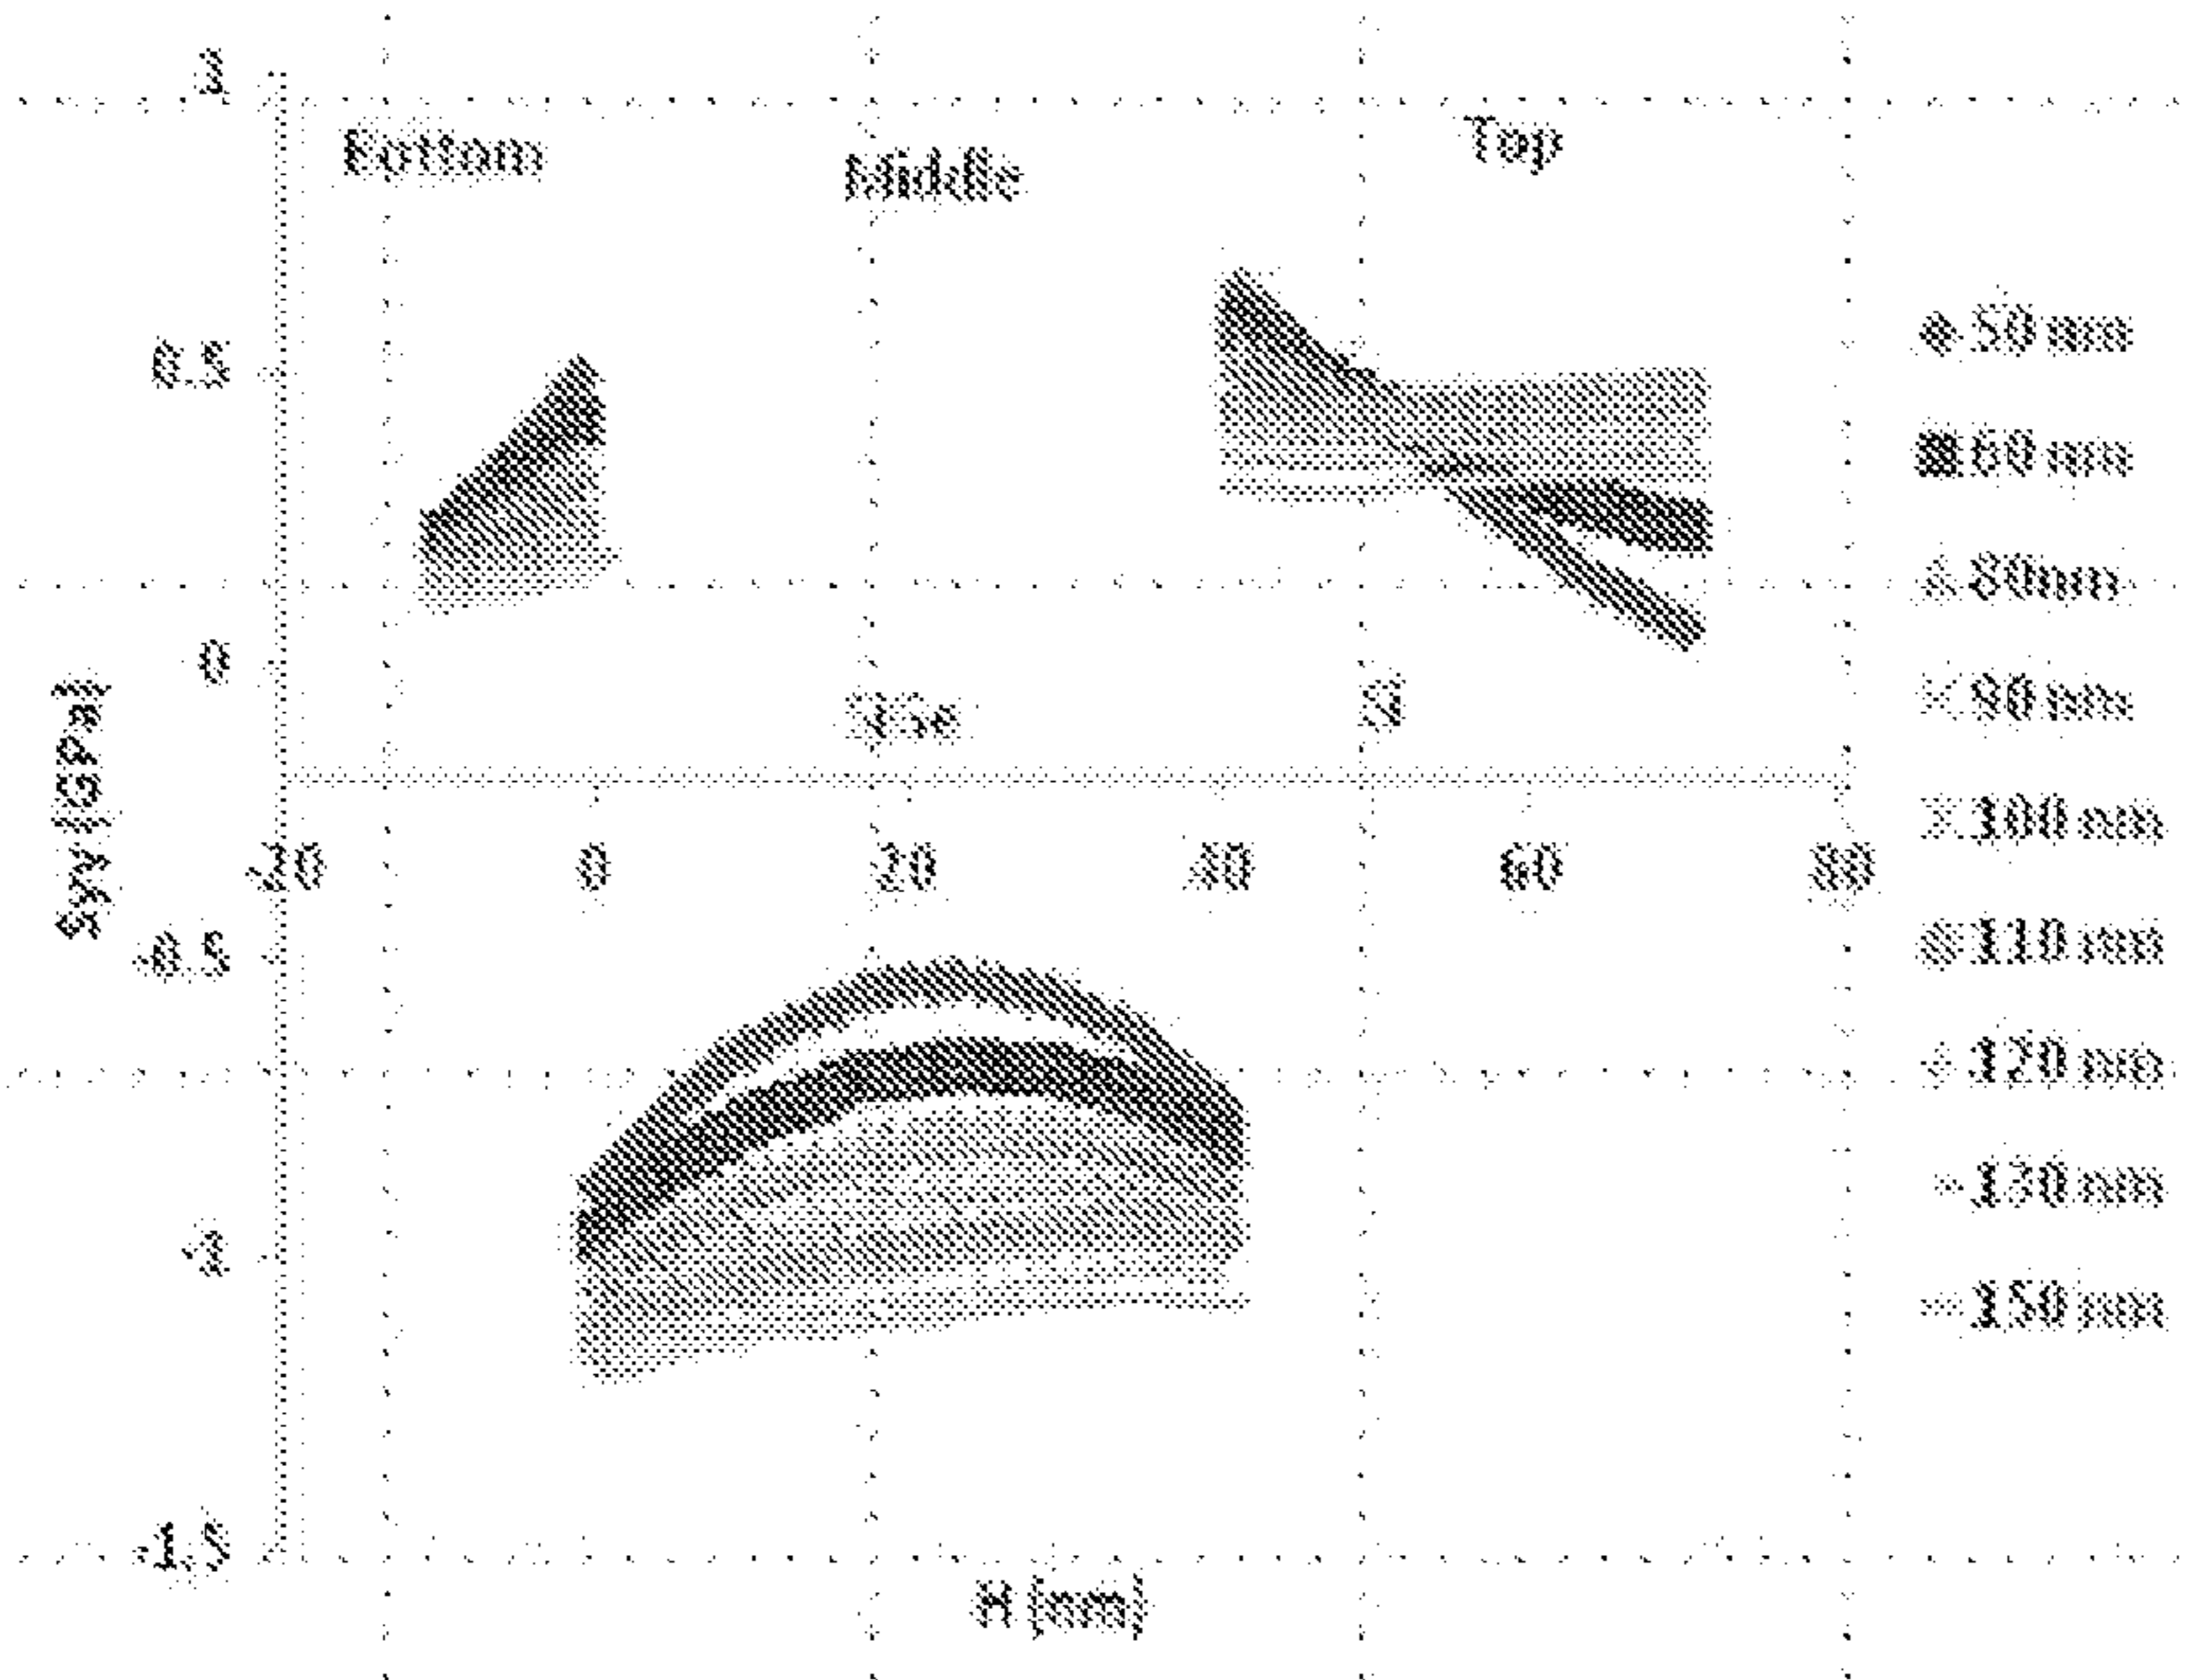 1
Bottom
Middle
Top
0.5
0
-0.5
-1
-1.5
Syy [GPa]
SiGe
Si
-20
0
20
40
60
80
50 nm
60 nm
80nm
90 nm
100 nm
110 nm
120 nm
130 nm
150 nm
H [nm]